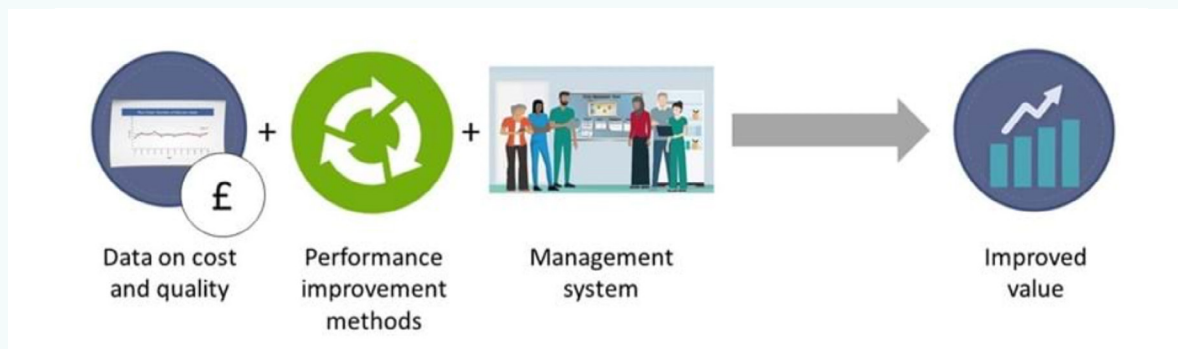 +
+
£
Data on cost
and quality
Performance
improvement
methods
Management
system
Improved
value